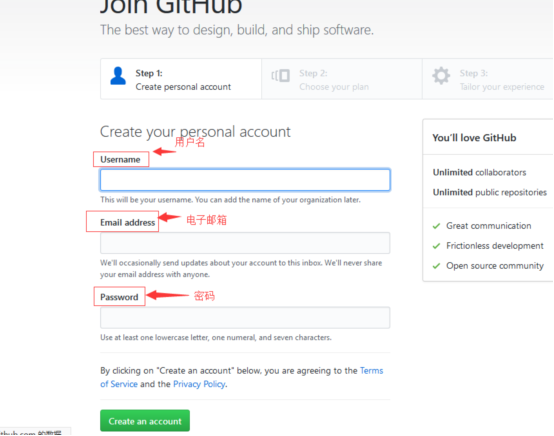 Join GitHub
The best way to design, build, and ship software.
Step 1:
Create personal account
Step 2:
Choose your plan
Step 3:
Tailor your experience
Create your personal account
用户名
Username
This will be your username. You can add the name of your organization later.
Email address
电子邮箱
We'll occasionally send updates about your account to this inbox. We'll never share
your email address with anyone.
Password
密码
Use at least one lowercase letter, one numeral, and seven characters.
By clicking on "Create an account" below, you are agreeing to the Terms
of Service and the Privacy Policy.
Create an account
You'll love GitHub
Unlimited collaborators
Unlimited public repositories
Great communication
Frictionless development
Open source community